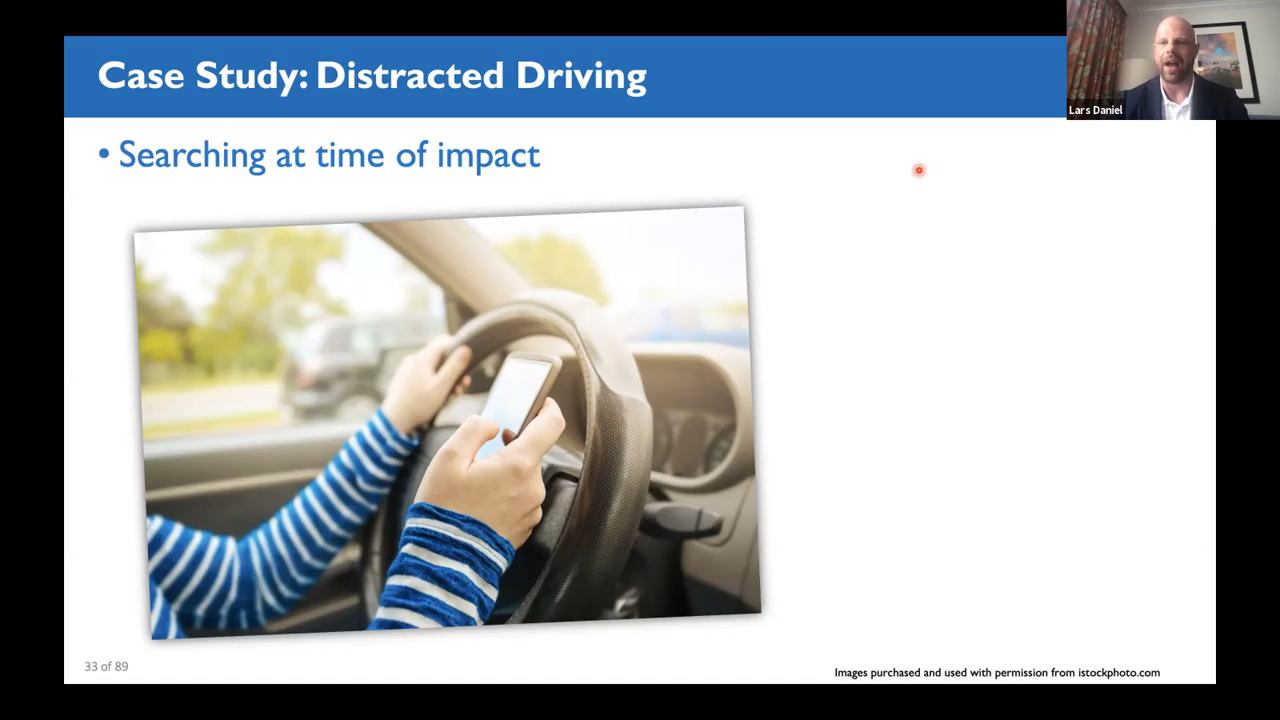 Case Study: Distracted Driving
Lars Daniel
• Searching at time of impact
33 of 89
Images purchased and used with permission from istockphoto.com